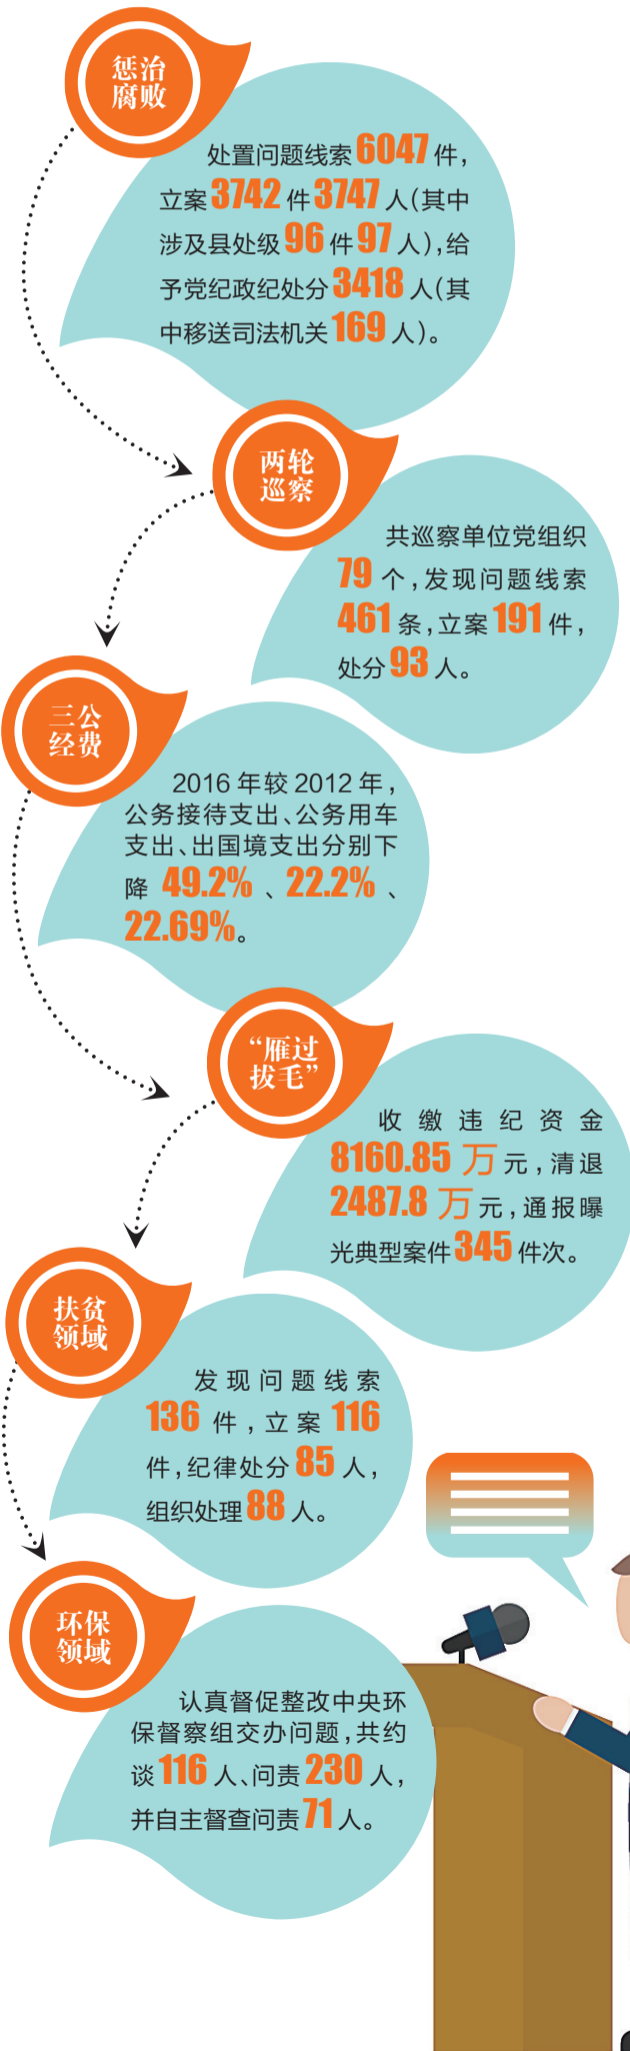 惩治
腐败
处置问题线索6047件，
立案3742件3747人（其中
涉及县处级96件97人），给
予党纪政纪处分3418人（其
中移送司法机关169人）。
两轮
巡察
共巡察单位党组织
79个，发现问题线索
461条，立案191件，
处分93人。
三公
经费
2016年较2012年，
公务接待支出、公务用车
支出、出国境支出分别下
降49.2%、22.2%、
22.69%。
“雁过
拔毛”
收缴违纪资金
8160.85万元，清退
2487.8万元，通报曝
光典型案件345件次。
扶贫
领域
发现问题线索
136件，立案116
件，纪律处分85人，
组织处理88人。
环保
领域
认真督促整改中央环
保督察组交办问题，共约
谈116人、问责230人，
并自主督查问责71人。